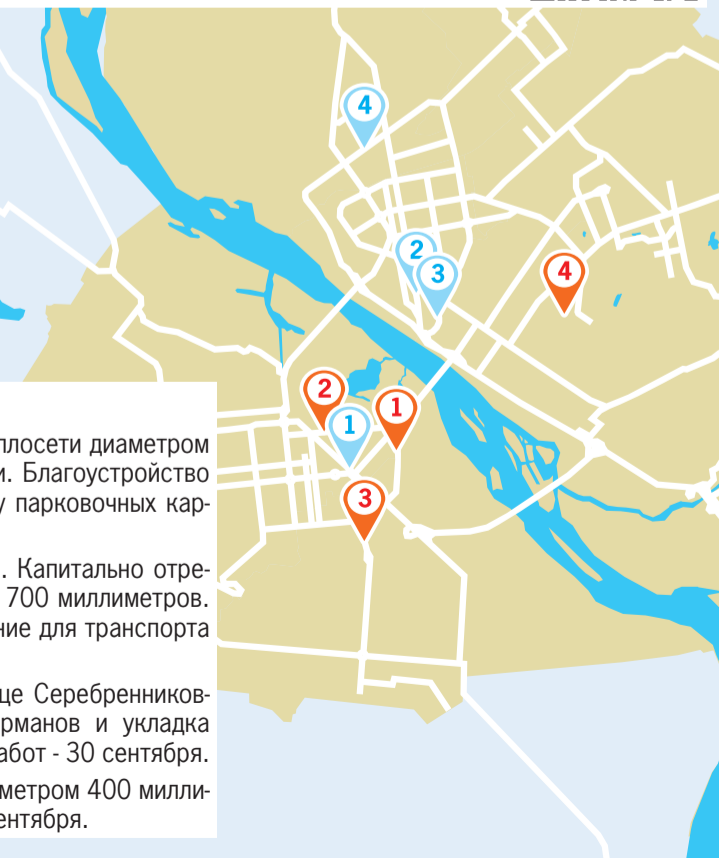 4
2
3
4
2
1
1
3
плосети диаметром
и. Благоустройство
у парковочных кар-
. Капитально отре-
700 миллиметров.
ние для транспорта
це Серебренников-
рманов и укладка
абот - 30 сентября.
метром 400 милли-
ентября.